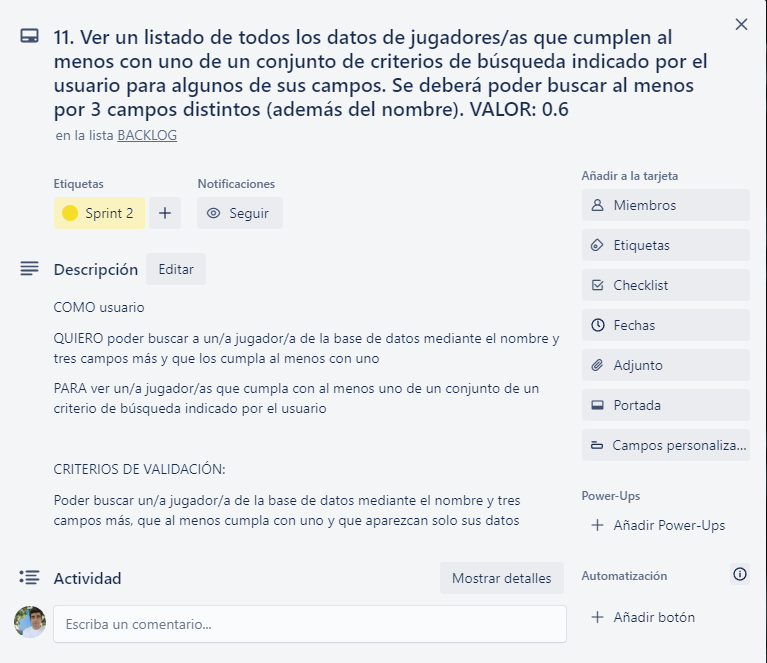 11. Ver un listado de todos los datos de jugadores/as que cumplen al
menos con uno de un conjunto de criterios de búsqueda indicado por el
usuario para algunos de sus campos. Se deberá poder buscar al menos
por 3 campos distintos (además del nombre). VALOR: 0.6
en la lista BACKLOG
Etiquetas
Notificaciones
Sprint 2
Seguir
Descripción
Editar
COMO usuario
QUIERO poder buscar a un/a jugador/a de la base de datos mediante el nombre y
tres campos más y que los cumpla al menos con uno
PARA ver un/a jugador/as que cumpla con al menos uno de un conjunto de un
criterio de búsqueda indicado por el usuario
CRITERIOS DE VALIDACIÓN:
Poder buscar un/a jugador/a de la base de datos mediante el nombre y tres
campos más, que al menos cumpla con uno y que aparezcan solo sus datos
Actividad
Mostrar detalles
Escriba un comentario...
Añadir a la tarjeta
Miembros
Etiquetas
Checklist
Fechas
Adjunto
Portada
Campos personaliza...
Power-Ups
+ Añadir Power-Ups
Automatización
+ Añadir botón